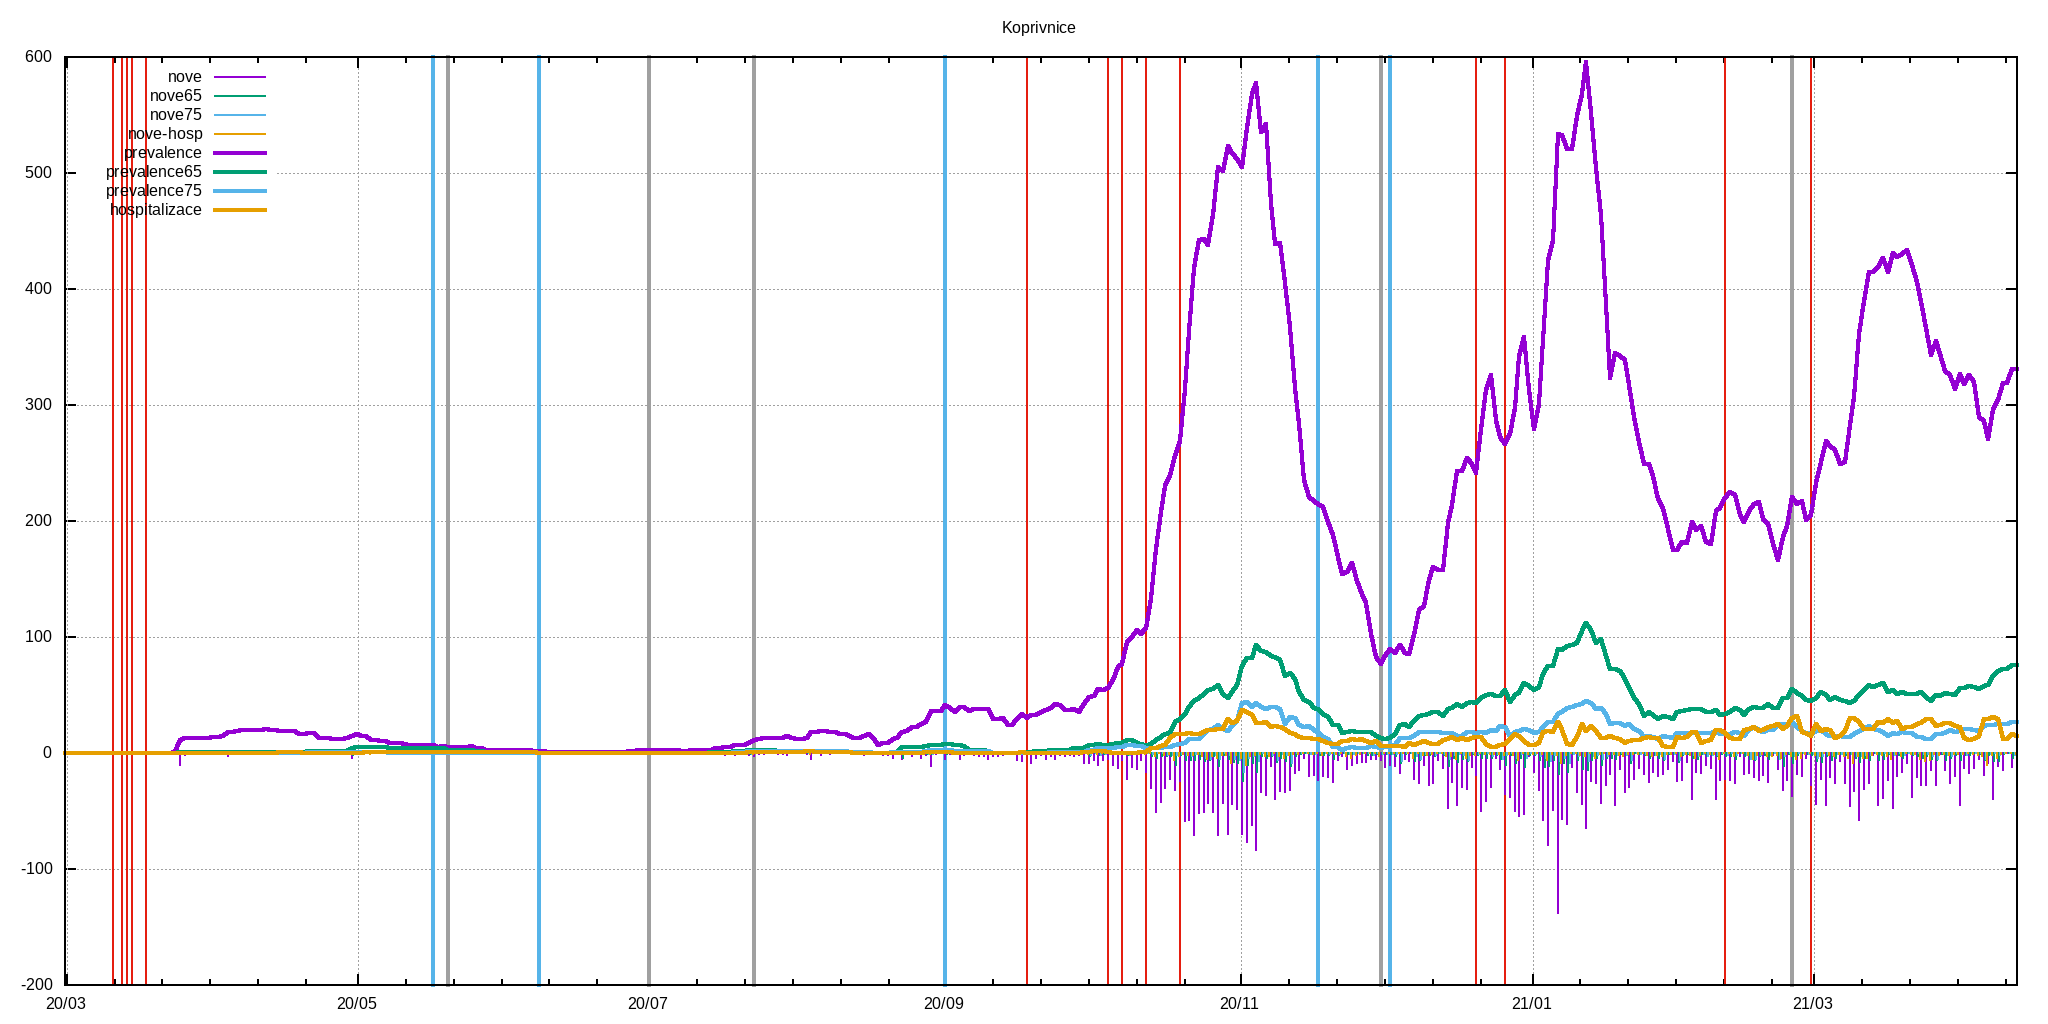 Koprivnice
600
500
400
300
200
100
0
-100
-200
nove
nove65
nove75
nove-hosp
prevalence
prevalence65
prevalence75
hospitalizace
20/03
20/05
20/07
20/09
20/11
21/01
21/03